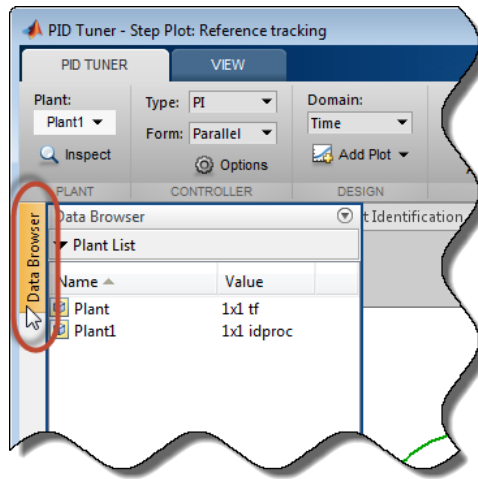 PID Tuner - Step Plot: Reference tracking
PID TUNER VIEW
Plant: Type: PI Domain:
Plant1 Form: Parallel Time
Inspect Options Add Plot
PLANT CONTROLLER DESIGN
Data Browser
Data Browser t Identification
Plant List
Name Value
Plant 1x1 tf
Plant1 1x1 idproc